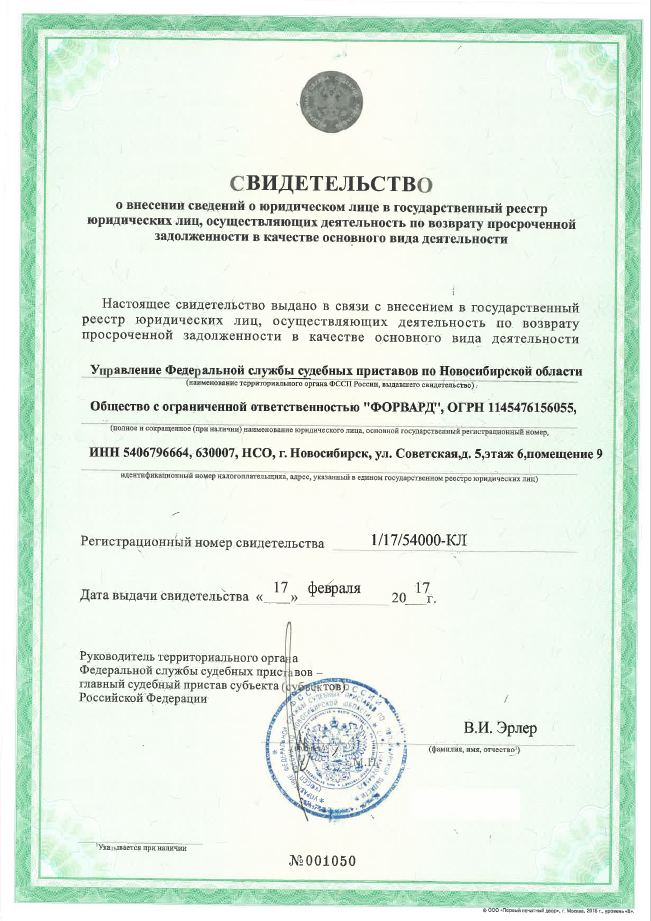 СВИДЕТЕЛЬСТВО
о внесении сведений о юридическом лице в государственный реестр
юридических лиц, осуществляющих деятельность по возврату просроченной
задолженности в качестве основного вида деятельности
Настоящее свидетельство выдано в связи с внесением в государственный
реестр юридических лиц, осуществляющих деятельность по возврату
просроченной задолженности в качестве основного вида деятельности
Управление Федеральной службы судебных приставов по Новосибирской области
(наименование территориального органа ФССП России, выдавшего свидетельство)
Общество с ограниченной ответственностью "ФОРВАРД", ОГРН 1145476156055,
(полное и сокращенное (при наличии) наименование юридического лица, основной государственный регистрационный номер,
ИНН 5406796664, 630007, НСО, г. Новосибирск, ул. Советская,д. 5,этаж 6,помещение 9
идентификационный номер налогоплательщика, адрес, указанный в едином государственном реестре юридических лиц)
Регистрационный номер свидетельства 1/17/54000-КЛ
Дата выдачи свидетельства «17» февраля 2017г.
Руководитель территориального органа
Федеральной службы судебных приставов –
главный судебный пристав субъекта (субъектов)
Российской Федерации
В.И. Эрлер
(фамилия, имя, отчество¹)
М.П.
¹Указывается при наличии
№001050
© ООО «Первый печатный двор», г. Москва, 2016 г., уровень «В».